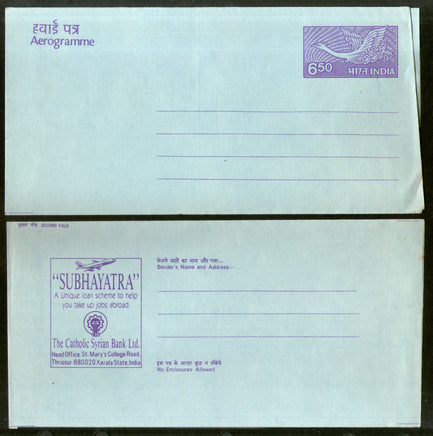 हवाई पत्र
Aerogramme
6.50
भारत INDIA
दूसरा मोड़ SECOND FOLD
"SUBHAYATRA"
A Unique loan scheme to help
you take up jobs abroad.
The Catholic Syrian Bank Ltd.
Head Office St. Mary's College Road,
Thrissur 680020 Kerala State, India
भेजने वाले का नाम और पता:-
Sender's Name and Address:-
इस पत्र के अन्दर कुछ न रखिये
No Enclosures Allowed